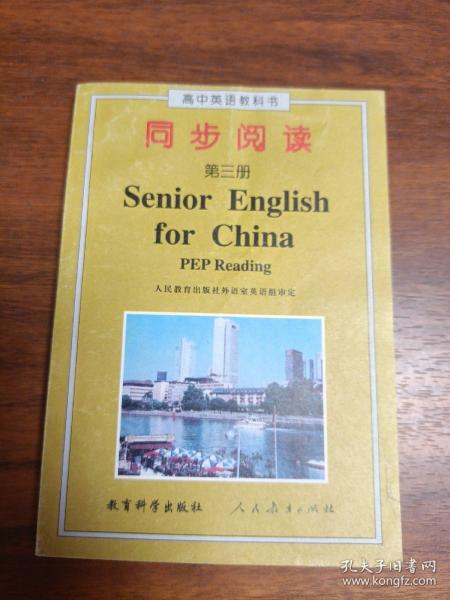 高中英语教科书
同步阅读
第三册
Senior English
for China
PEP Reading
人民教育出版社外语室英语组审定
教育科学出版社 人民教育出版社
孔夫子旧书网
www.kongfz.com